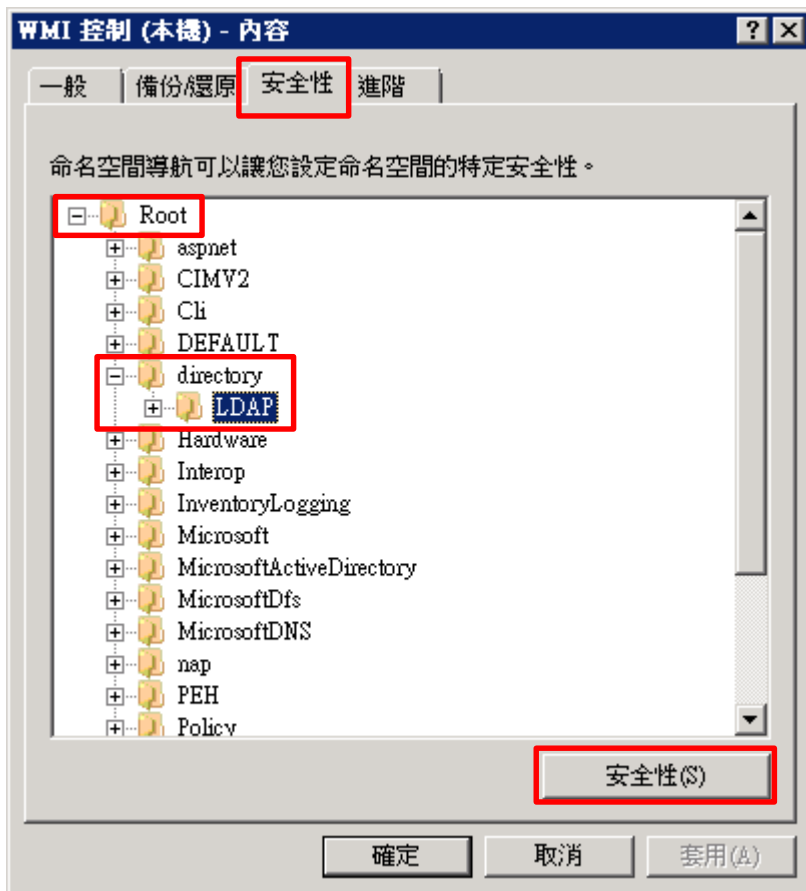 WMI 控制 (本機) - 內容
一般 備份/還原 安全性 進階
命名空間導航可以讓您設定命名空間的特定安全性。
Root
aspnet
CIMV2
Cli
DEFAULT
directory
LDAP
Hardware
Interop
InventoryLogging
Microsoft
MicrosoftActiveDirectory
MicrosoftDfs
MicrosoftDNS
nap
PEH
Policy
安全性(S)
確定 取消 套用(A)